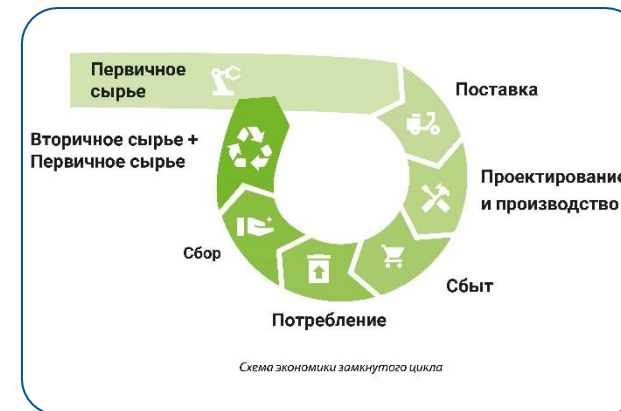 Первичное
сырье
Поставка
Вторичное сырье +
Первичное сырье
Проектирование
и производство
Сбор
Сбыт
Потребление
Схема экономики замкнутого цикла